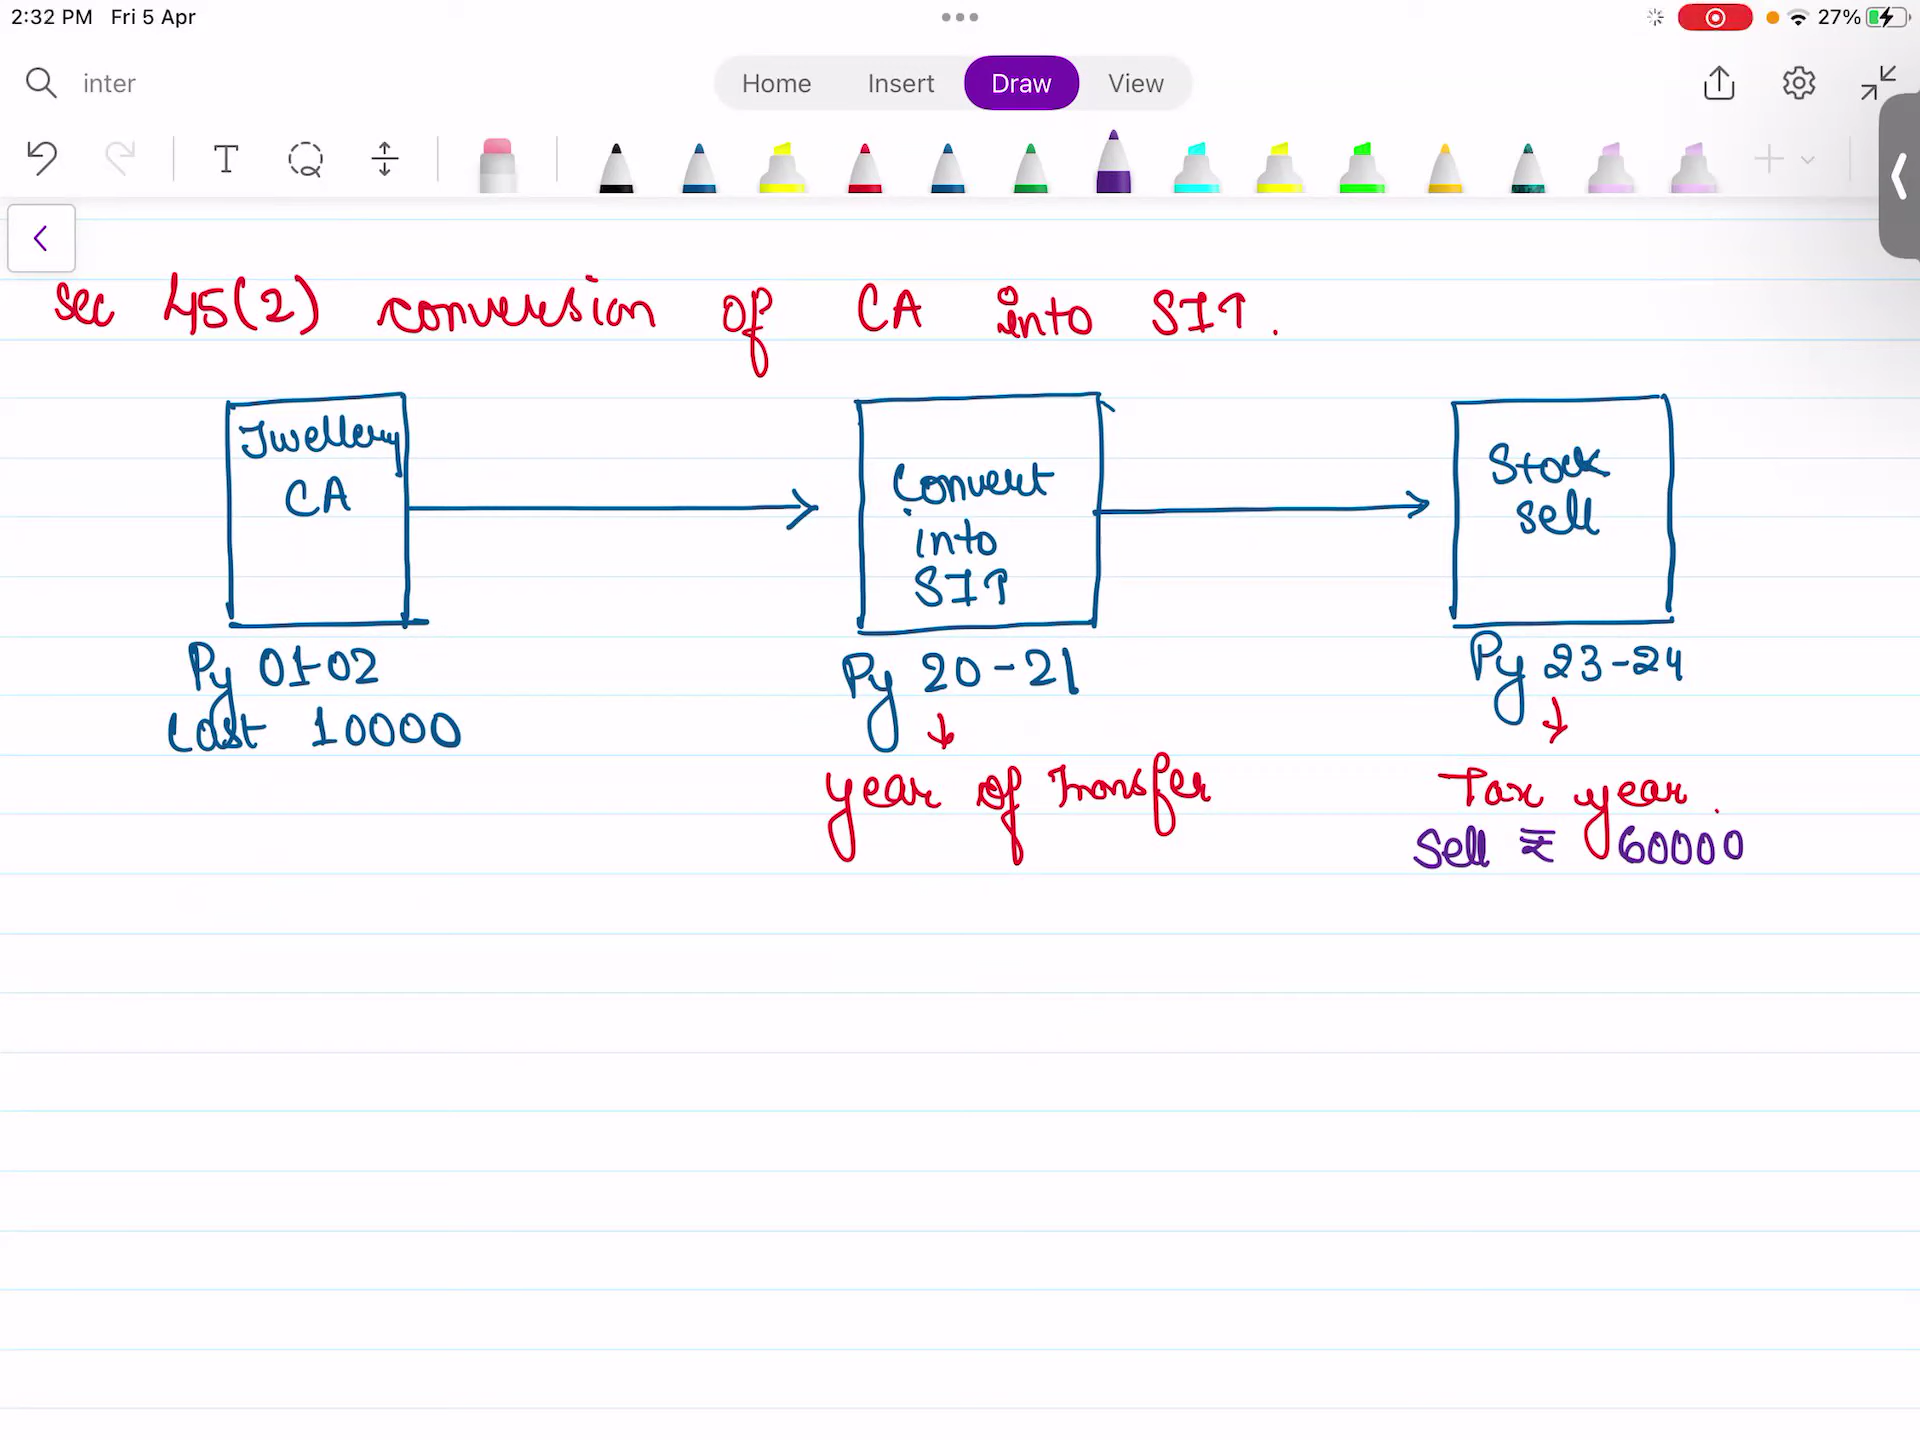 2:32 PM Fri 5 Apr
27%
inter
Home Insert Draw View
T
Sec 45(2) conversion of CA into SIT.
Jwellery
CA
Convert
into
SIT
Stock
sell
Py 01-02
Cost 10000
Py 20-21
year of Transfer
Py 23-24
Tax year.
Sell ₹ 60000